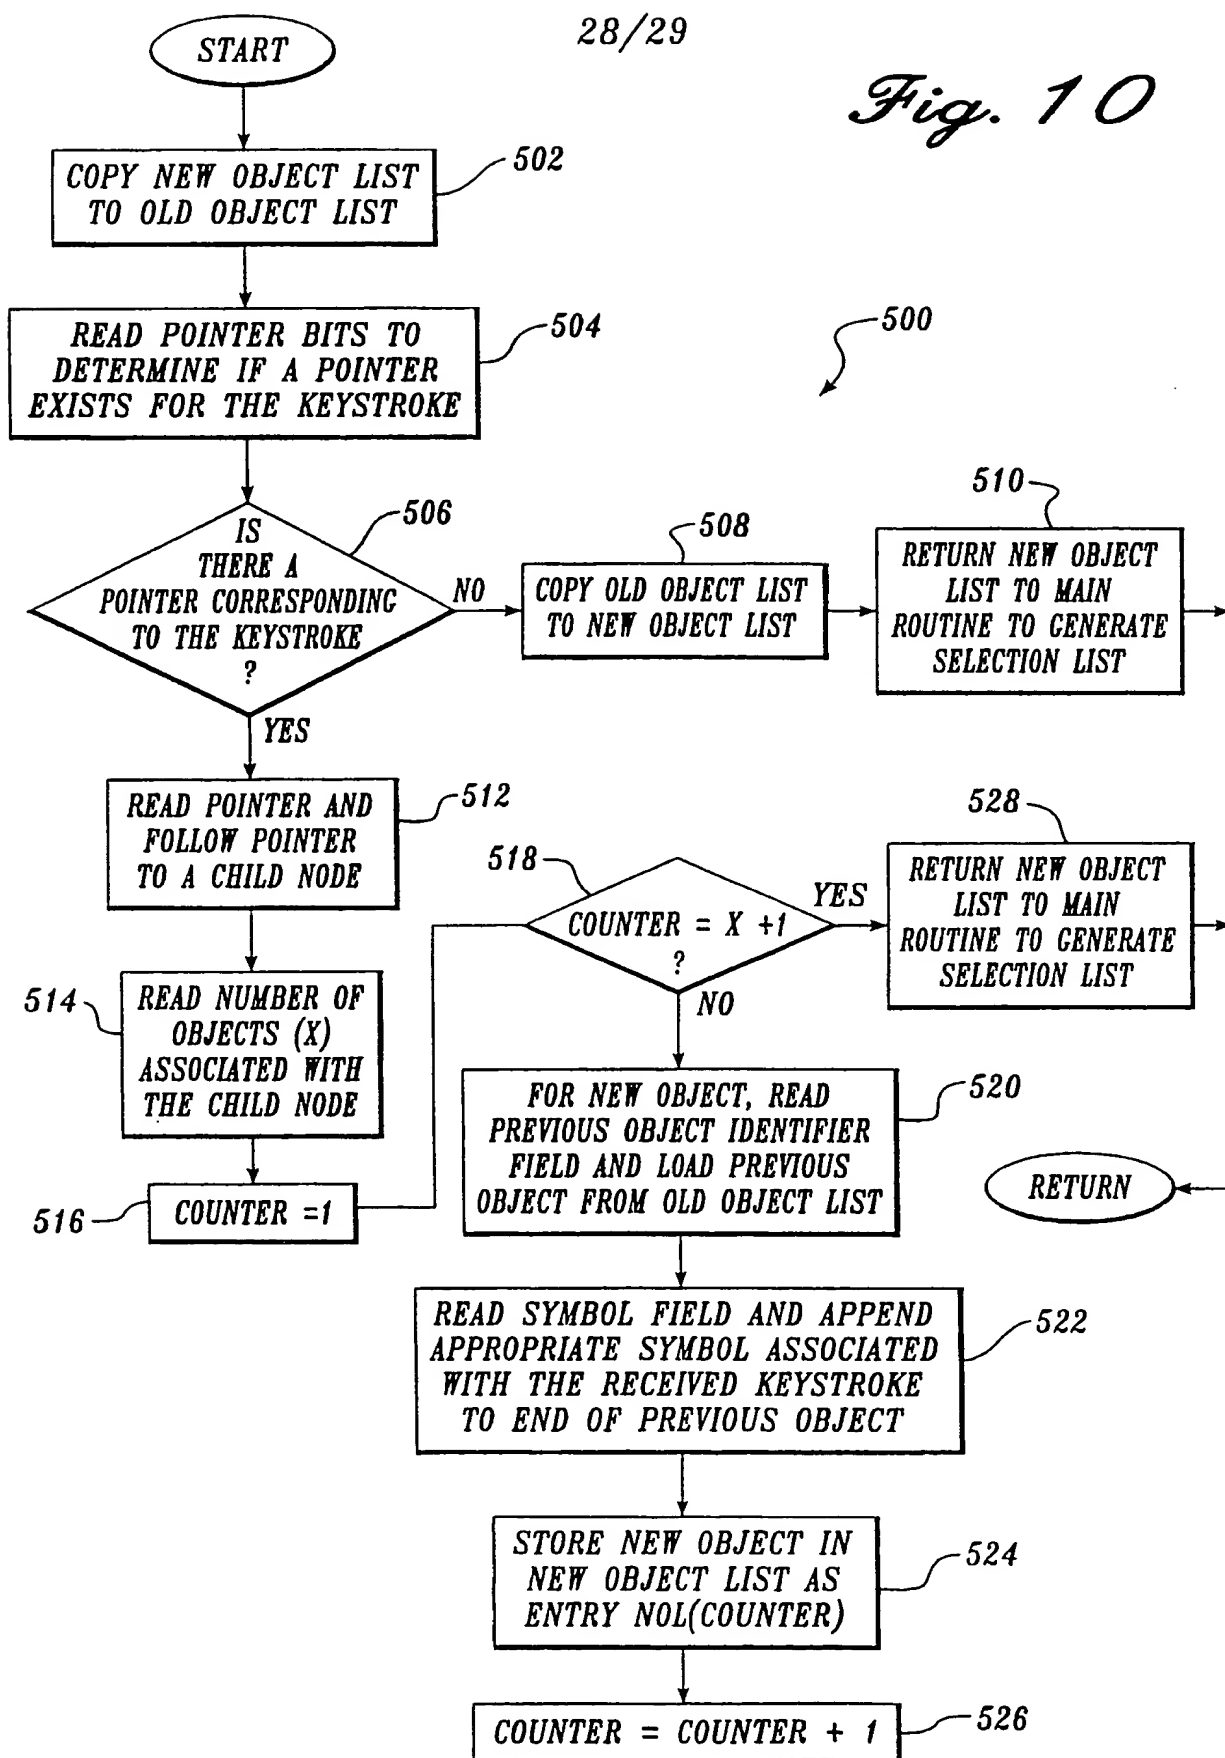 28/29
Fig. 10
START
COPY NEW OBJECT LIST
TO OLD OBJECT LIST
502
READ POINTER BITS TO
DETERMINE IF A POINTER
EXISTS FOR THE KEYSTROKE
504
500
IS
THERE A
POINTER CORRESPONDING
TO THE KEYSTROKE
?
506
NO
COPY OLD OBJECT LIST
TO NEW OBJECT LIST
508
RETURN NEW OBJECT
LIST TO MAIN
ROUTINE TO GENERATE
SELECTION LIST
510
YES
READ POINTER AND
FOLLOW POINTER
TO A CHILD NODE
512
READ NUMBER OF
OBJECTS (X)
ASSOCIATED WITH
THE CHILD NODE
514
COUNTER =1
516
COUNTER = X +1
?
518
YES
RETURN NEW OBJECT
LIST TO MAIN
ROUTINE TO GENERATE
SELECTION LIST
528
NO
FOR NEW OBJECT, READ
PREVIOUS OBJECT IDENTIFIER
FIELD AND LOAD PREVIOUS
OBJECT FROM OLD OBJECT LIST
520
RETURN
READ SYMBOL FIELD AND APPEND
APPROPRIATE SYMBOL ASSOCIATED
WITH THE RECEIVED KEYSTROKE
TO END OF PREVIOUS OBJECT
522
STORE NEW OBJECT IN
NEW OBJECT LIST AS
ENTRY NOL(COUNTER)
524
COUNTER = COUNTER + 1
526